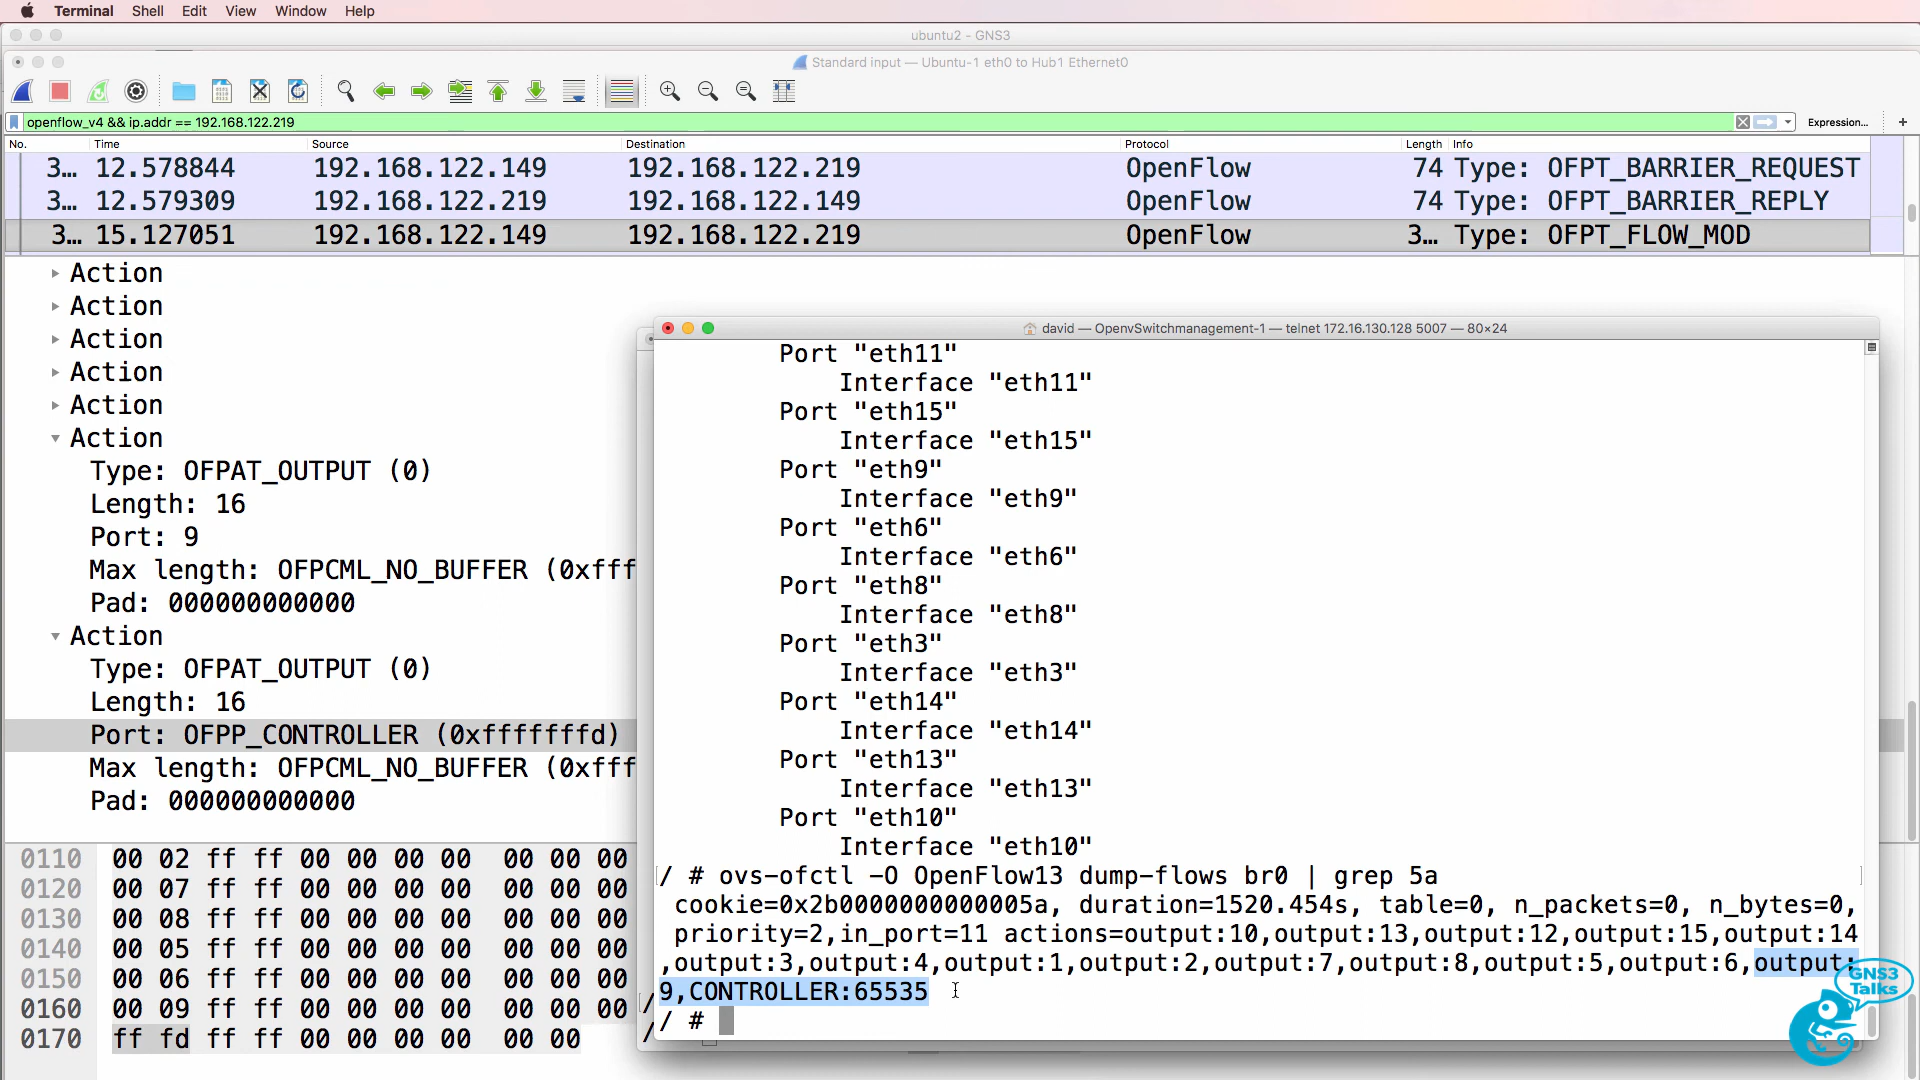 Terminal Shell Edit View Window Help
ubuntu2 - GNS3
Standard input — Ubuntu-1 eth0 to Hub1 Ethernet0
openflow_v4 && ip.addr == 192.168.122.219
Expression... +
No. Time Source Destination Protocol Length Info
3... 12.578844 192.168.122.149 192.168.122.219 OpenFlow 74 Type: OFPT_BARRIER_REQUEST
3... 12.579309 192.168.122.219 192.168.122.149 OpenFlow 74 Type: OFPT_BARRIER_REPLY
3... 15.127051 192.168.122.149 192.168.122.219 OpenFlow 3... Type: OFPT_FLOW_MOD
Action
Action
Action
Action
Action
Action
Type: OFPAT_OUTPUT (0)
Length: 16
Port: 9
Max length: OFPCML_NO_BUFFER (0xfff
Pad: 000000000000
Action
Type: OFPAT_OUTPUT (0)
Length: 16
Port: OFPP_CONTROLLER (0xfffffffd)
Max length: OFPCML_NO_BUFFER (0xfff
Pad: 000000000000
0110 00 02 ff ff 00 00 00 00 00 00 00
0120 00 07 ff ff 00 00 00 00 00 00 00
0130 00 08 ff ff 00 00 00 00 00 00 00
0140 00 05 ff ff 00 00 00 00 00 00 00
0150 00 06 ff ff 00 00 00 00 00 00 00
0160 00 09 ff ff 00 00 00 00 00 00 00
0170 ff fd ff ff 00 00 00 00 00 00
david — OpenvSwitchmanagement-1 — telnet 172.16.130.128 5007 — 80×24
Port "eth11"
Interface "eth11"
Port "eth15"
Interface "eth15"
Port "eth9"
Interface "eth9"
Port "eth6"
Interface "eth6"
Port "eth8"
Interface "eth8"
Port "eth3"
Interface "eth3"
Port "eth14"
Interface "eth14"
Port "eth13"
Interface "eth13"
Port "eth10"
Interface "eth10"
/ # ovs-ofctl -O OpenFlow13 dump-flows br0 | grep 5a
cookie=0x2b0000000000005a, duration=1520.454s, table=0, n_packets=0, n_bytes=0,
priority=2,in_port=11 actions=output:10,output:13,output:12,output:15,output:14
,output:3,output:4,output:1,output:2,output:7,output:8,output:5,output:6,output:
9,CONTROLLER:65535
/ #
/
/
GNS3
Talks